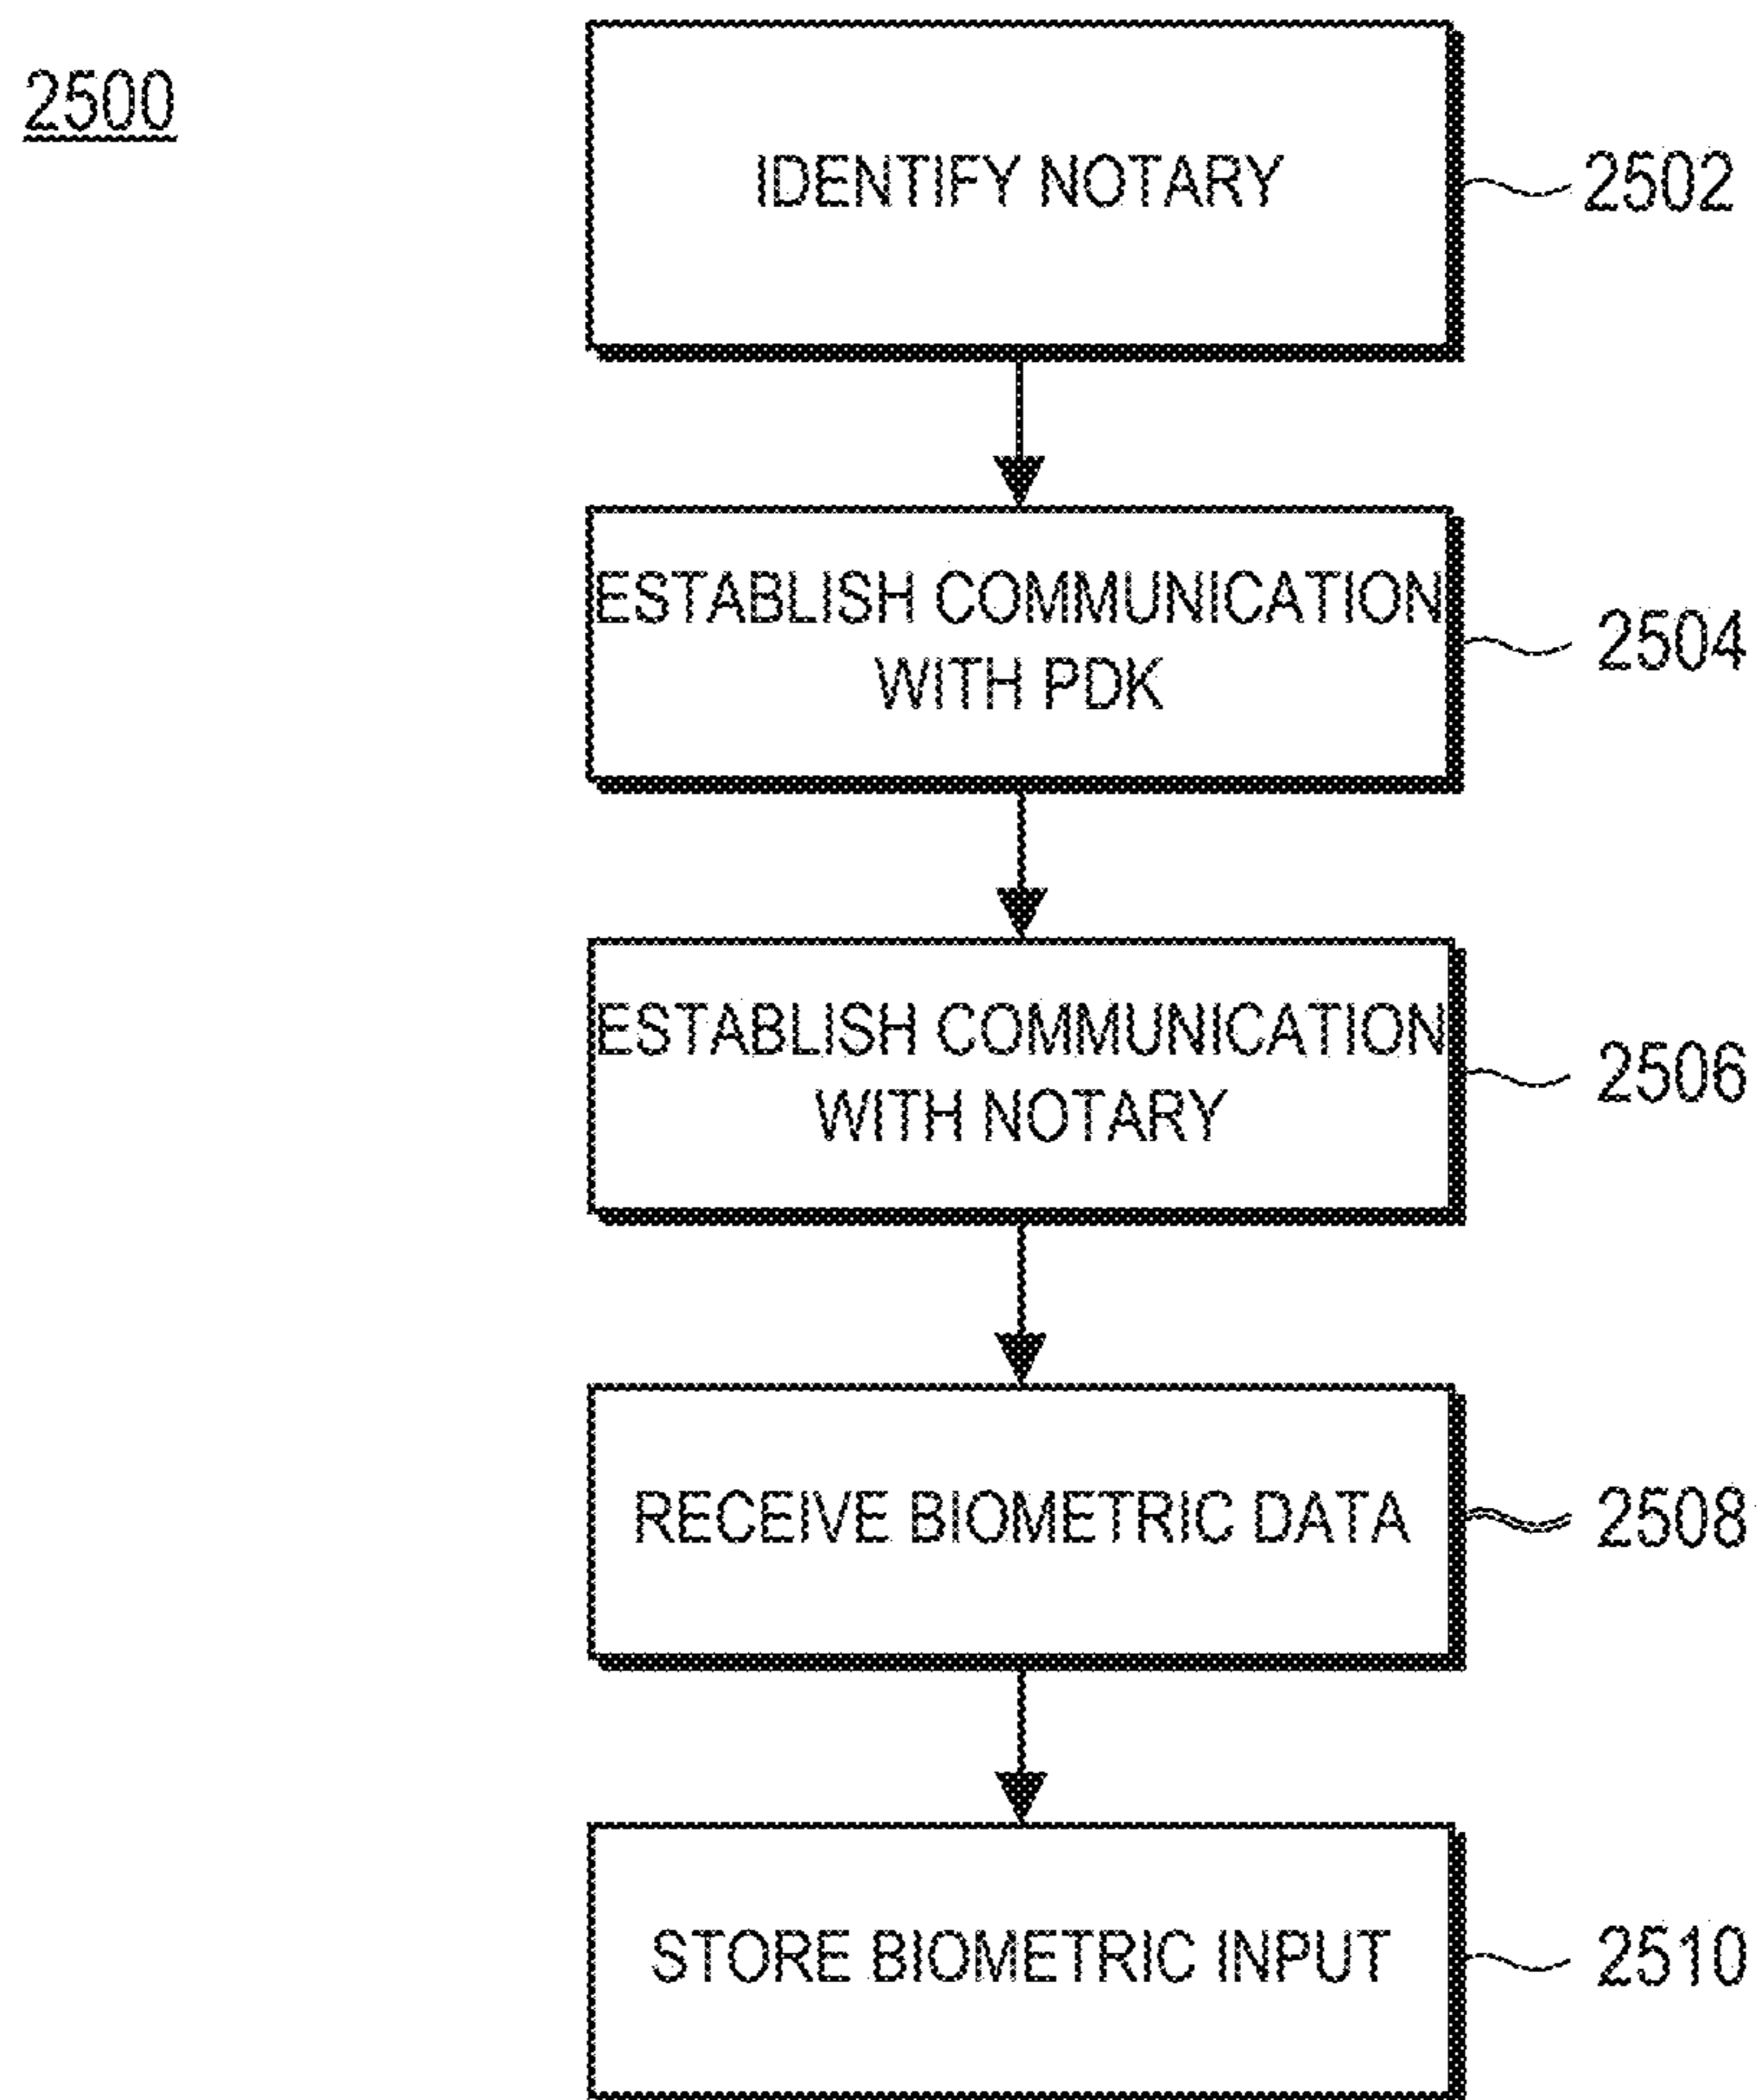 2500
IDENTIFY NOTARY
2502
ESTABLISH COMMUNICATION
WITH PDK
2504
ESTABLISH COMMUNICATION
WITH NOTARY
2506
RECEIVE BIOMETRIC DATA
2508
STORE BIOMETRIC INPUT
2510